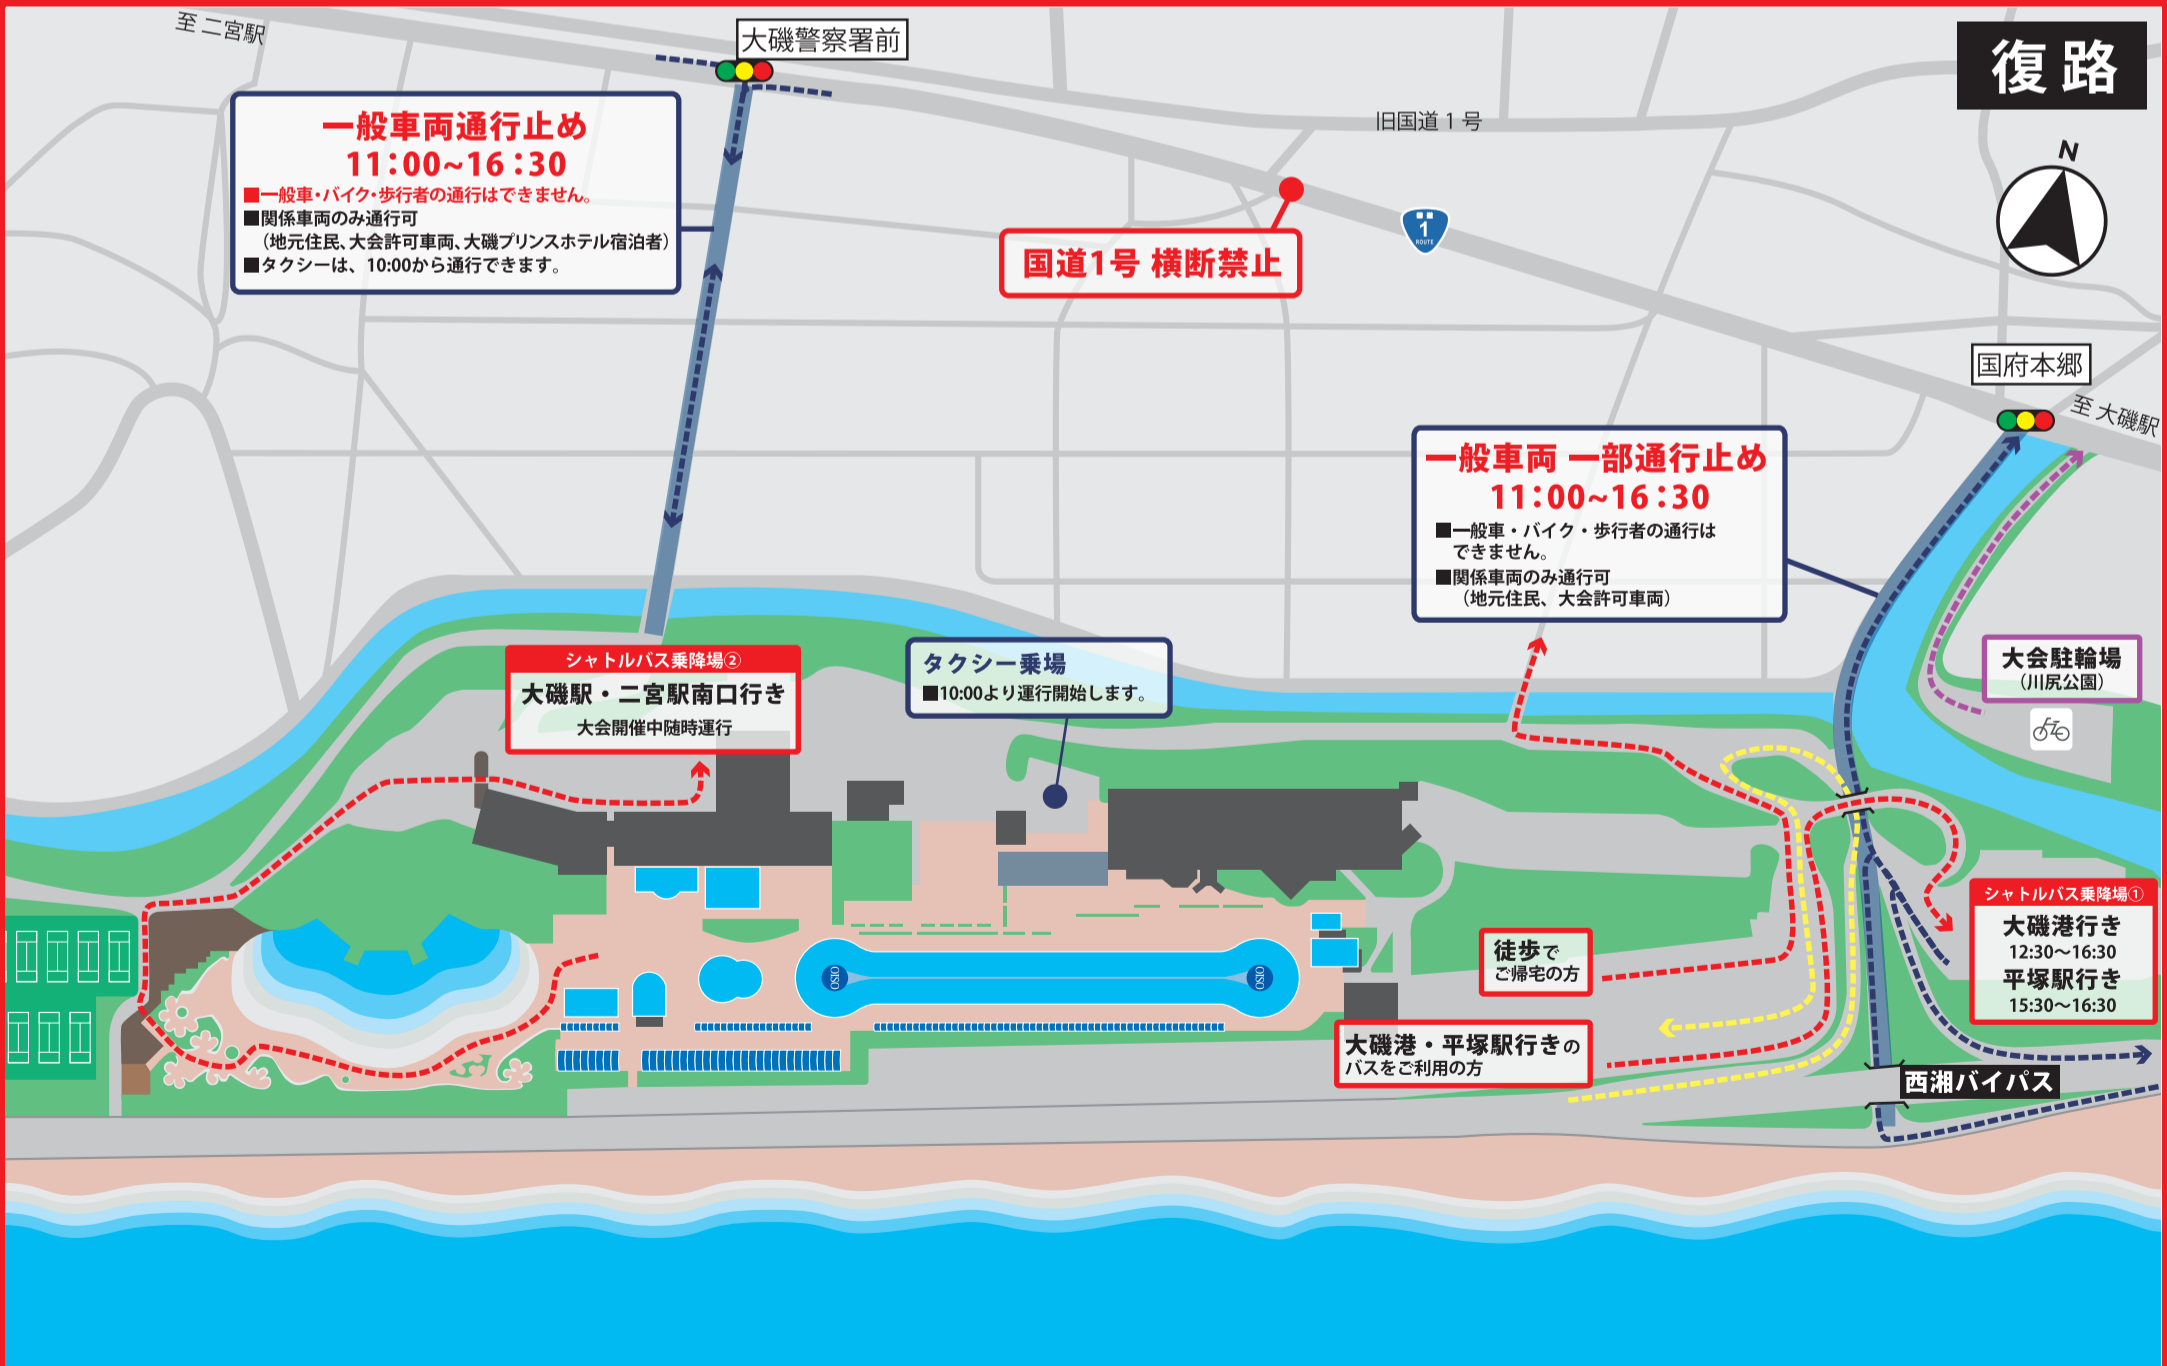 至 二宮駅
大磯警察署前
復路
一般車両通行止め
11:00~16:30
■一般車・バイク・歩行者の通行はできません。
■関係車両のみ通行可
（地元住民、大会許可車両、大磯プリンスホテル宿泊者）
■タクシーは、10:00から通行できます。
旧国道1号
N
国道1号 横断禁止
1
ROUTE
国府本郷
至 大磯駅
一般車両 一部通行止め
11:00~16:30
■一般車・バイク・歩行者の通行は
できません。
■関係車両のみ通行可
（地元住民、大会許可車両）
シャトルバス乗降場②
大磯駅・二宮駅南口行き
大会開催中随時運行
タクシー乗場
■10:00より運行開始します。
大会駐輪場
（川尻公園）
シャトルバス乗降場①
大磯港行き
12:30～16:30
平塚駅行き
15:30～16:30
徒歩で
ご帰宅の方
OISO
OISO
大磯港・平塚駅行きの
バスをご利用の方
西湘バイパス